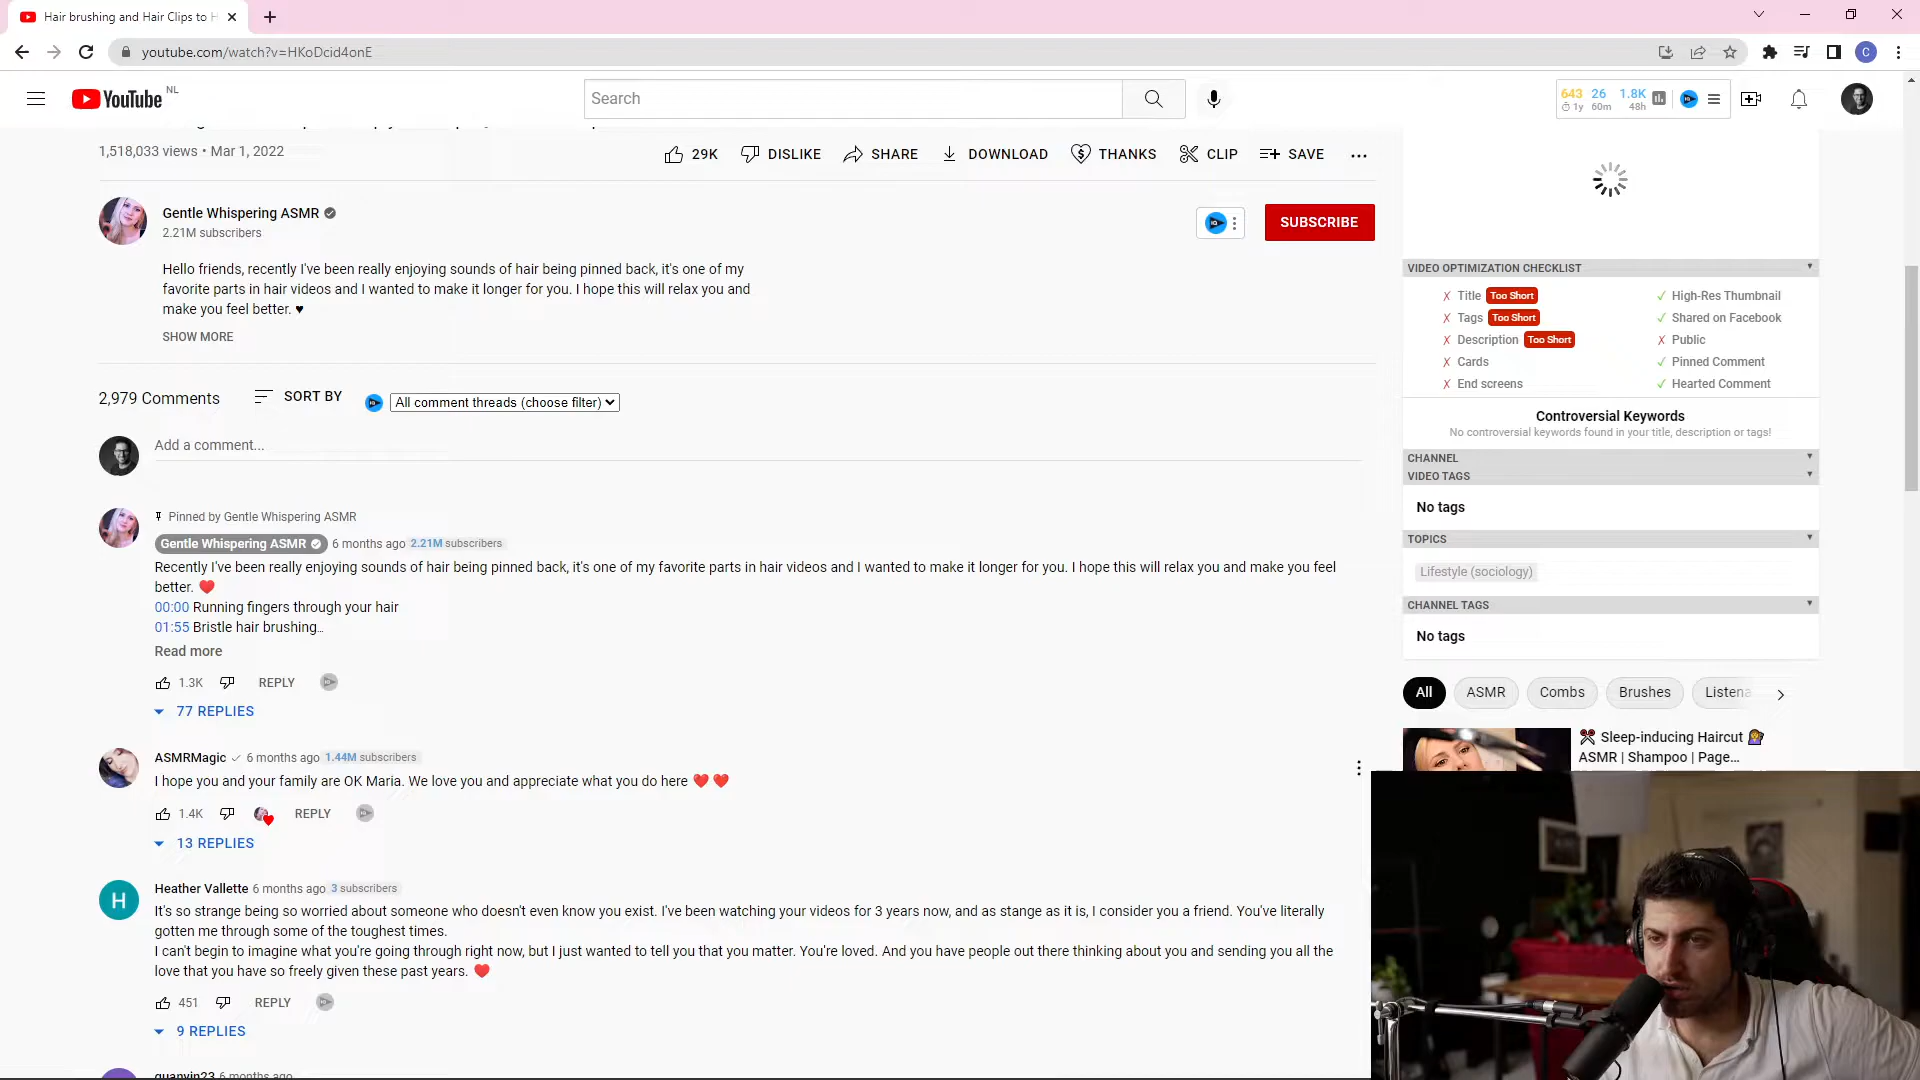 Hair brushing and Hair Clips to H
youtube.com/watch?v=HKoDcid4onE
C
YouTube NL
Search
643 26 1.8K
1y 60m 48h
1,518,033 views • Mar 1, 2022
29K DISLIKE SHARE DOWNLOAD THANKS CLIP SAVE
Gentle Whispering ASMR
2.21M subscribers
SUBSCRIBE
Hello friends, recently I've been really enjoying sounds of hair being pinned back, it's one of my
favorite parts in hair videos and I wanted to make it longer for you. I hope this will relax you and
make you feel better. ♥
SHOW MORE
2,979 Comments SORT BY All comment threads (choose filter)
Add a comment...
Pinned by Gentle Whispering ASMR
Gentle Whispering ASMR 6 months ago 2.21M subscribers
Recently I've been really enjoying sounds of hair being pinned back, it's one of my favorite parts in hair videos and I wanted to make it longer for you. I hope this will relax you and make you feel
better. ❤️
00:00 Running fingers through your hair
01:55 Bristle hair brushing…
Read more
1.3K REPLY
77 REPLIES
ASMRMagic 6 months ago 1.44M subscribers
I hope you and your family are OK Maria. We love you and appreciate what you do here ❤️ ❤️
1.4K REPLY
13 REPLIES
H
Heather Vallette 6 months ago 3 subscribers
It's so strange being so worried about someone who doesn't even know you exist. I've been watching your videos for 3 years now, and as stange as it is, I consider you a friend. You've literally
gotten me through some of the toughest times.
I can't begin to imagine what you're going through right now, but I just wanted to tell you that you matter. You're loved. And you have people out there thinking about you and sending you all the
love that you have so freely given these past years. ❤️
451 REPLY
9 REPLIES
quanvin23 6 months ago
VIDEO OPTIMIZATION CHECKLIST
Title Too Short
High-Res Thumbnail
Tags Too Short
Shared on Facebook
Description Too Short
Public
Cards
Pinned Comment
End screens
Hearted Comment
Controversial Keywords
No controversial keywords found in your title, description or tags!
CHANNEL
VIDEO TAGS
No tags
TOPICS
Lifestyle (sociology)
CHANNEL TAGS
No tags
All ASMR Combs Brushes Listena
Sleep-inducing Haircut
ASMR | Shampoo | Page...